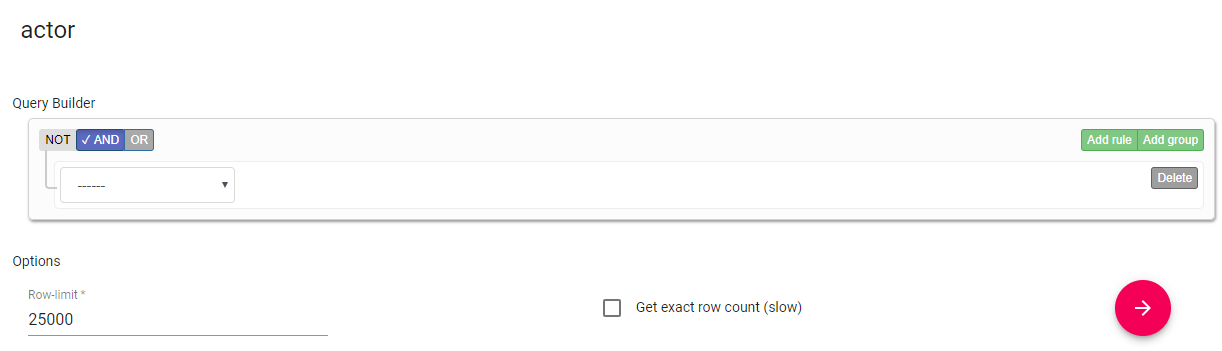 actor
Query Builder
NOT ✓ AND OR Add rule Add group
------ Delete
Options
Row-limit *
25000
Get exact row count (slow)